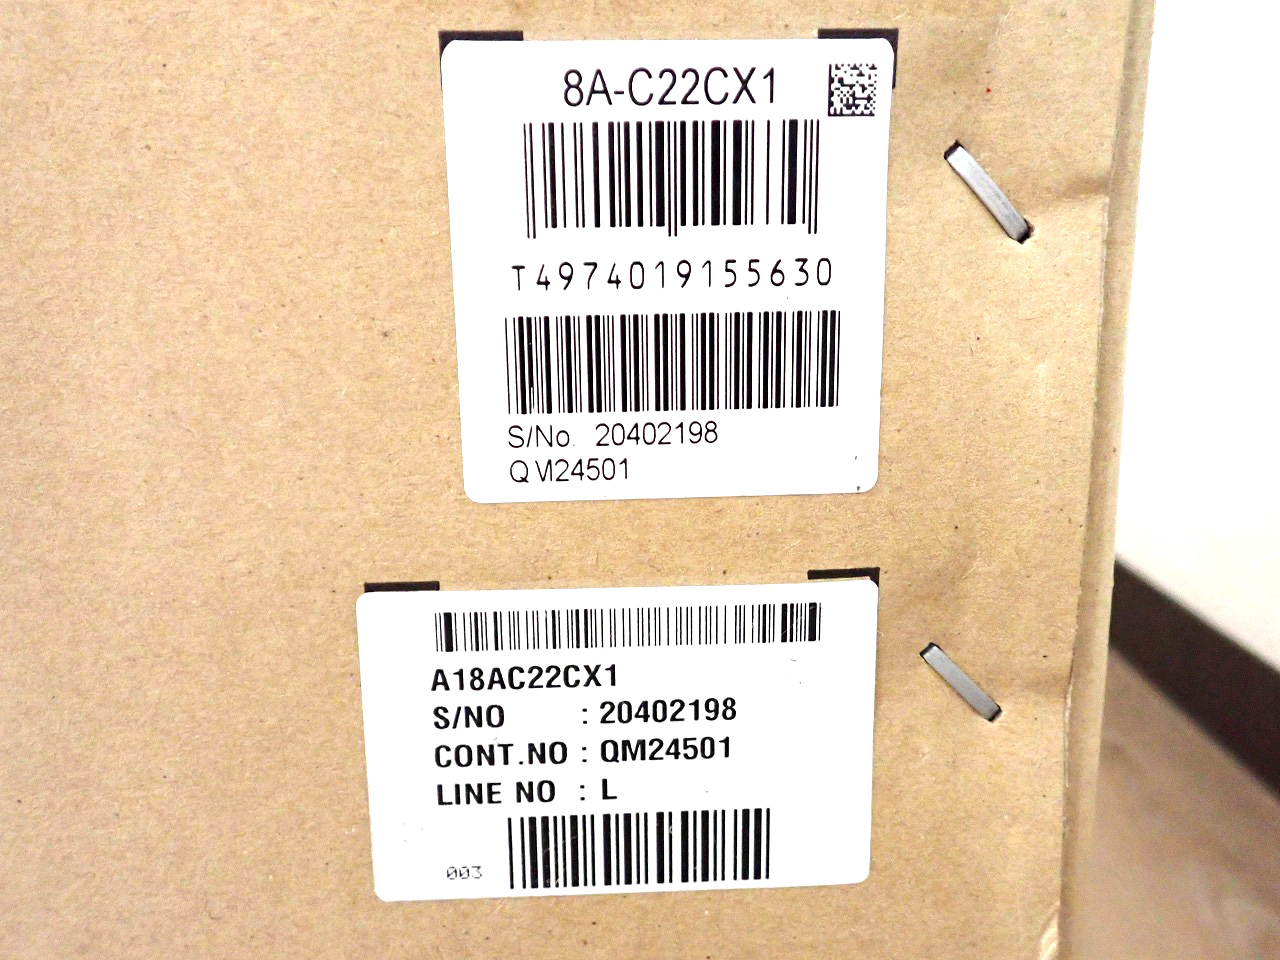 8A-C22CX1
T4974019155630
S/No. 20402198
QM24501
A18AC22CX1
S/NO : 20402198
CONT.NO : QM24501
LINE NO : L
003